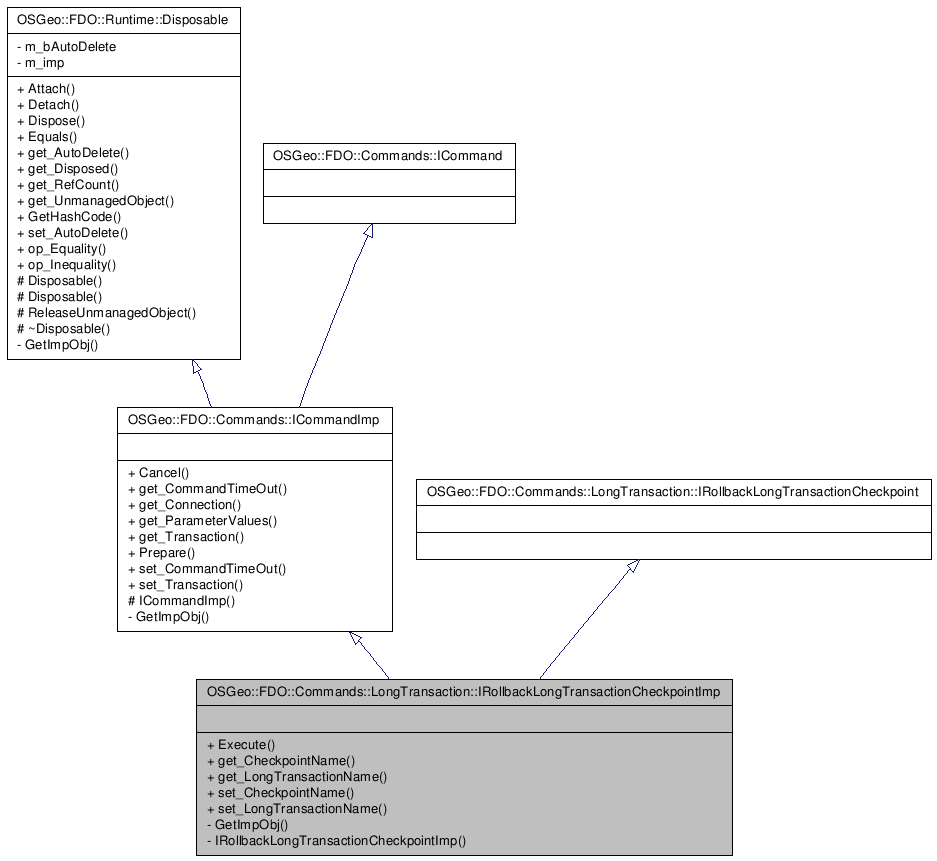 OSGeo::FDO::Runtime::Disposable
- m_bAutoDelete
- m_imp
+ Attach()
+ Detach()
+ Dispose()
+ Equals()
+ get_AutoDelete()
+ get_Disposed()
+ get_RefCount()
+ get_UnmanagedObject()
+ GetHashCode()
+ set_AutoDelete()
+ op_Equality()
+ op_Inequality()
# Disposable()
# Disposable()
# ReleaseUnmanagedObject()
# ~Disposable()
- GetImpObj()
OSGeo::FDO::Commands::ICommand
OSGeo::FDO::Commands::ICommandImp
+ Cancel()
+ get_CommandTimeOut()
+ get_Connection()
+ get_ParameterValues()
+ get_Transaction()
+ Prepare()
+ set_CommandTimeOut()
+ set_Transaction()
# ICommandImp()
- GetImpObj()
OSGeo::FDO::Commands::LongTransaction::IRollbackLongTransactionCheckpoint
OSGeo::FDO::Commands::LongTransaction::IRollbackLongTransactionCheckpointImp
+ Execute()
+ get_CheckpointName()
+ get_LongTransactionName()
+ set_CheckpointName()
+ set_LongTransactionName()
- GetImpObj()
- IRollbackLongTransactionCheckpointImp()